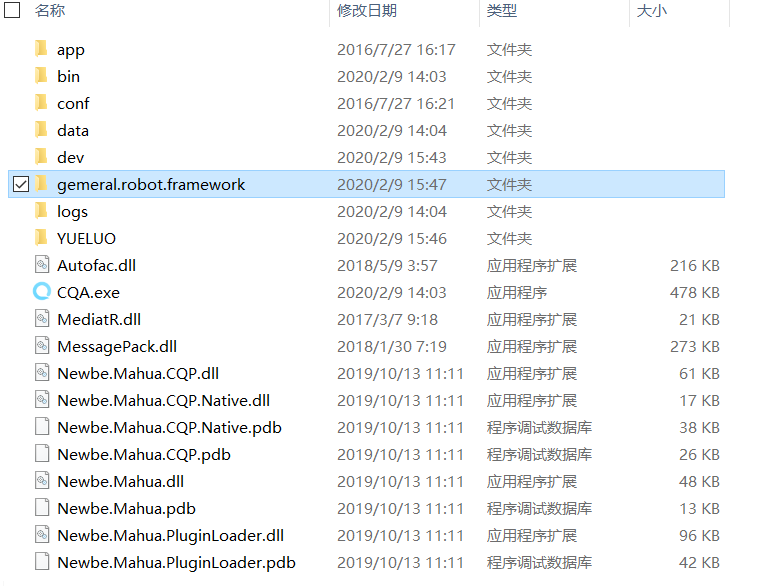 名称 修改日期 类型 大小
app 2016/7/27 16:17 文件夹
bin 2020/2/9 14:03 文件夹
conf 2016/7/27 16:21 文件夹
data 2020/2/9 14:04 文件夹
dev 2020/2/9 15:43 文件夹
gemeral.robot.framework 2020/2/9 15:47 文件夹
logs 2020/2/9 14:04 文件夹
YUELUO 2020/2/9 15:46 文件夹
Autofac.dll 2018/5/9 3:57 应用程序扩展 216 KB
CQA.exe 2020/2/9 14:03 应用程序 478 KB
MediatR.dll 2017/3/7 9:18 应用程序扩展 21 KB
MessagePack.dll 2018/1/30 7:19 应用程序扩展 273 KB
Newbe.Mahua.CQP.dll 2019/10/13 11:11 应用程序扩展 61 KB
Newbe.Mahua.CQP.Native.dll 2019/10/13 11:11 应用程序扩展 17 KB
Newbe.Mahua.CQP.Native.pdb 2019/10/13 11:11 程序调试数据库 38 KB
Newbe.Mahua.CQP.pdb 2019/10/13 11:11 程序调试数据库 26 KB
Newbe.Mahua.dll 2019/10/13 11:11 应用程序扩展 48 KB
Newbe.Mahua.pdb 2019/10/13 11:11 程序调试数据库 13 KB
Newbe.Mahua.PluginLoader.dll 2019/10/13 11:11 应用程序扩展 96 KB
Newbe.Mahua.PluginLoader.pdb 2019/10/13 11:11 程序调试数据库 42 KB